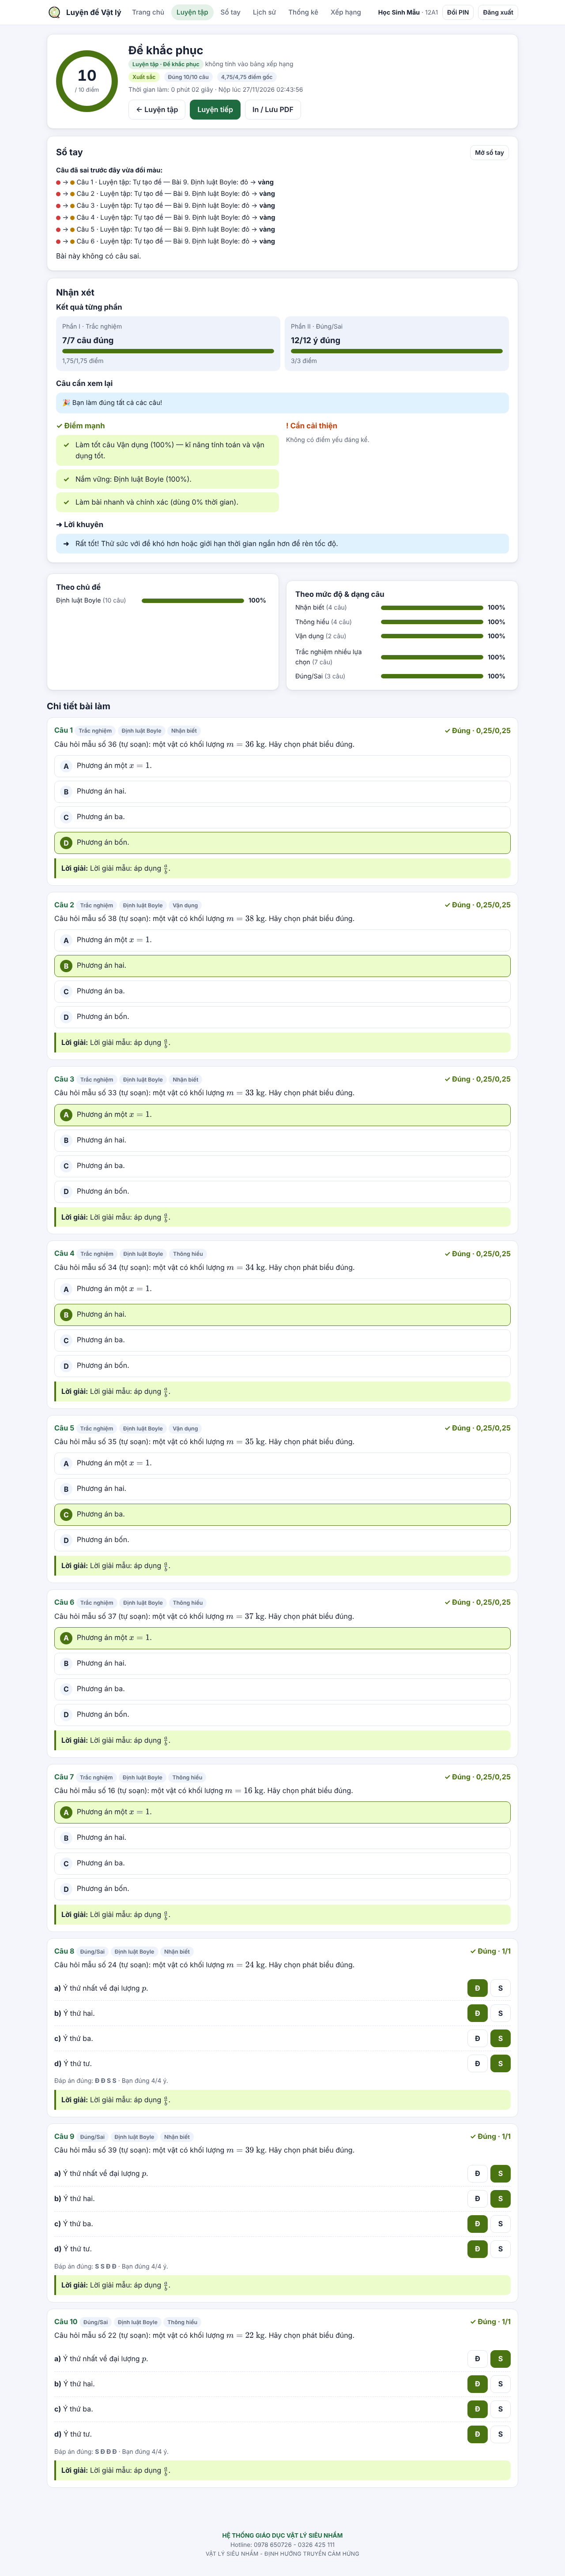 Luyện đề Vật lý Trang chủ Luyện tập Sổ tay Lịch sử Thống kê Xếp hạng Học Sinh Mẫu · 12A1 Đổi PIN Đăng xuất
10
/ 10 điểm
Đề khắc phục
Luyện tập · Đề khắc phục không tính vào bảng xếp hạng
Xuất sắc Đúng 10/10 câu 4,75/4,75 điểm gốc
Thời gian làm: 0 phút 02 giây · Nộp lúc 27/11/2026 02:43:56
← Luyện tập Luyện tiếp In / Lưu PDF
Sổ tay Mở sổ tay
Câu đã sai trước đây vừa đổi màu:
→ Câu 1 · Luyện tập: Tự tạo đề — Bài 9. Định luật Boyle: đỏ → vàng
→ Câu 2 · Luyện tập: Tự tạo đề — Bài 9. Định luật Boyle: đỏ → vàng
→ Câu 3 · Luyện tập: Tự tạo đề — Bài 9. Định luật Boyle: đỏ → vàng
→ Câu 4 · Luyện tập: Tự tạo đề — Bài 9. Định luật Boyle: đỏ → vàng
→ Câu 5 · Luyện tập: Tự tạo đề — Bài 9. Định luật Boyle: đỏ → vàng
→ Câu 6 · Luyện tập: Tự tạo đề — Bài 9. Định luật Boyle: đỏ → vàng
Bài này không có câu sai.
Nhận xét
Kết quả từng phần
Phần I · Trắc nghiệm
7/7 câu đúng
1,75/1,75 điểm
Phần II · Đúng/Sai
12/12 ý đúng
3/3 điểm
Câu cần xem lại
🎉 Bạn làm đúng tất cả các câu!
✓ Điểm mạnh
✓ Làm tốt câu Vận dụng (100%) — kĩ năng tính toán và vận dụng tốt.
✓ Nắm vững: Định luật Boyle (100%).
✓ Làm bài nhanh và chính xác (dùng 0% thời gian).
! Cần cải thiện
Không có điểm yếu đáng kể.
➜ Lời khuyên
➜ Rất tốt! Thử sức với đề khó hơn hoặc giới hạn thời gian ngắn hơn để rèn tốc độ.
Theo chủ đề
Định luật Boyle (10 câu) 100%
Theo mức độ & dạng câu
Nhận biết (4 câu) 100%
Thông hiểu (4 câu) 100%
Vận dụng (2 câu) 100%
Trắc nghiệm nhiều lựa chọn (7 câu) 100%
Đúng/Sai (3 câu) 100%
Chi tiết bài làm
Câu 1 Trắc nghiệm Định luật Boyle Nhận biết ✓ Đúng · 0,25/0,25
Câu hỏi mẫu số 36 (tự soạn): một vật có khối lượng m = 36 kg. Hãy chọn phát biểu đúng.
A Phương án một x = 1.
B Phương án hai.
C Phương án ba.
D Phương án bốn.
Lời giải: Lời giải mẫu: áp dụng a/b.
Câu 2 Trắc nghiệm Định luật Boyle Vận dụng ✓ Đúng · 0,25/0,25
Câu hỏi mẫu số 38 (tự soạn): một vật có khối lượng m = 38 kg. Hãy chọn phát biểu đúng.
A Phương án một x = 1.
B Phương án hai.
C Phương án ba.
D Phương án bốn.
Lời giải: Lời giải mẫu: áp dụng a/b.
Câu 3 Trắc nghiệm Định luật Boyle Nhận biết ✓ Đúng · 0,25/0,25
Câu hỏi mẫu số 33 (tự soạn): một vật có khối lượng m = 33 kg. Hãy chọn phát biểu đúng.
A Phương án một x = 1.
B Phương án hai.
C Phương án ba.
D Phương án bốn.
Lời giải: Lời giải mẫu: áp dụng a/b.
Câu 4 Trắc nghiệm Định luật Boyle Thông hiểu ✓ Đúng · 0,25/0,25
Câu hỏi mẫu số 34 (tự soạn): một vật có khối lượng m = 34 kg. Hãy chọn phát biểu đúng.
A Phương án một x = 1.
B Phương án hai.
C Phương án ba.
D Phương án bốn.
Lời giải: Lời giải mẫu: áp dụng a/b.
Câu 5 Trắc nghiệm Định luật Boyle Vận dụng ✓ Đúng · 0,25/0,25
Câu hỏi mẫu số 35 (tự soạn): một vật có khối lượng m = 35 kg. Hãy chọn phát biểu đúng.
A Phương án một x = 1.
B Phương án hai.
C Phương án ba.
D Phương án bốn.
Lời giải: Lời giải mẫu: áp dụng a/b.
Câu 6 Trắc nghiệm Định luật Boyle Thông hiểu ✓ Đúng · 0,25/0,25
Câu hỏi mẫu số 37 (tự soạn): một vật có khối lượng m = 37 kg. Hãy chọn phát biểu đúng.
A Phương án một x = 1.
B Phương án hai.
C Phương án ba.
D Phương án bốn.
Lời giải: Lời giải mẫu: áp dụng a/b.
Câu 7 Trắc nghiệm Định luật Boyle Thông hiểu ✓ Đúng · 0,25/0,25
Câu hỏi mẫu số 16 (tự soạn): một vật có khối lượng m = 16 kg. Hãy chọn phát biểu đúng.
A Phương án một x = 1.
B Phương án hai.
C Phương án ba.
D Phương án bốn.
Lời giải: Lời giải mẫu: áp dụng a/b.
Câu 8 Đúng/Sai Định luật Boyle Nhận biết ✓ Đúng · 1/1
Câu hỏi mẫu số 24 (tự soạn): một vật có khối lượng m = 24 kg. Hãy chọn phát biểu đúng.
a) Ý thứ nhất về đại lượng p. Đ S
b) Ý thứ hai. Đ S
c) Ý thứ ba. Đ S
d) Ý thứ tư. Đ S
Đáp án đúng: Đ Đ S S · Bạn đúng 4/4 ý.
Lời giải: Lời giải mẫu: áp dụng a/b.
Câu 9 Đúng/Sai Định luật Boyle Nhận biết ✓ Đúng · 1/1
Câu hỏi mẫu số 39 (tự soạn): một vật có khối lượng m = 39 kg. Hãy chọn phát biểu đúng.
a) Ý thứ nhất về đại lượng p. Đ S
b) Ý thứ hai. Đ S
c) Ý thứ ba. Đ S
d) Ý thứ tư. Đ S
Đáp án đúng: S S Đ Đ · Bạn đúng 4/4 ý.
Lời giải: Lời giải mẫu: áp dụng a/b.
Câu 10 Đúng/Sai Định luật Boyle Thông hiểu ✓ Đúng · 1/1
Câu hỏi mẫu số 22 (tự soạn): một vật có khối lượng m = 22 kg. Hãy chọn phát biểu đúng.
a) Ý thứ nhất về đại lượng p. Đ S
b) Ý thứ hai. Đ S
c) Ý thứ ba. Đ S
d) Ý thứ tư. Đ S
Đáp án đúng: S Đ Đ Đ · Bạn đúng 4/4 ý.
Lời giải: Lời giải mẫu: áp dụng a/b.
HỆ THỐNG GIÁO DỤC VẬT LÝ SIÊU NHẨM
Hotline: 0978 650726 - 0326 425 111
VẬT LÝ SIÊU NHẨM - ĐỊNH HƯỚNG TRUYỀN CẢM HỨNG